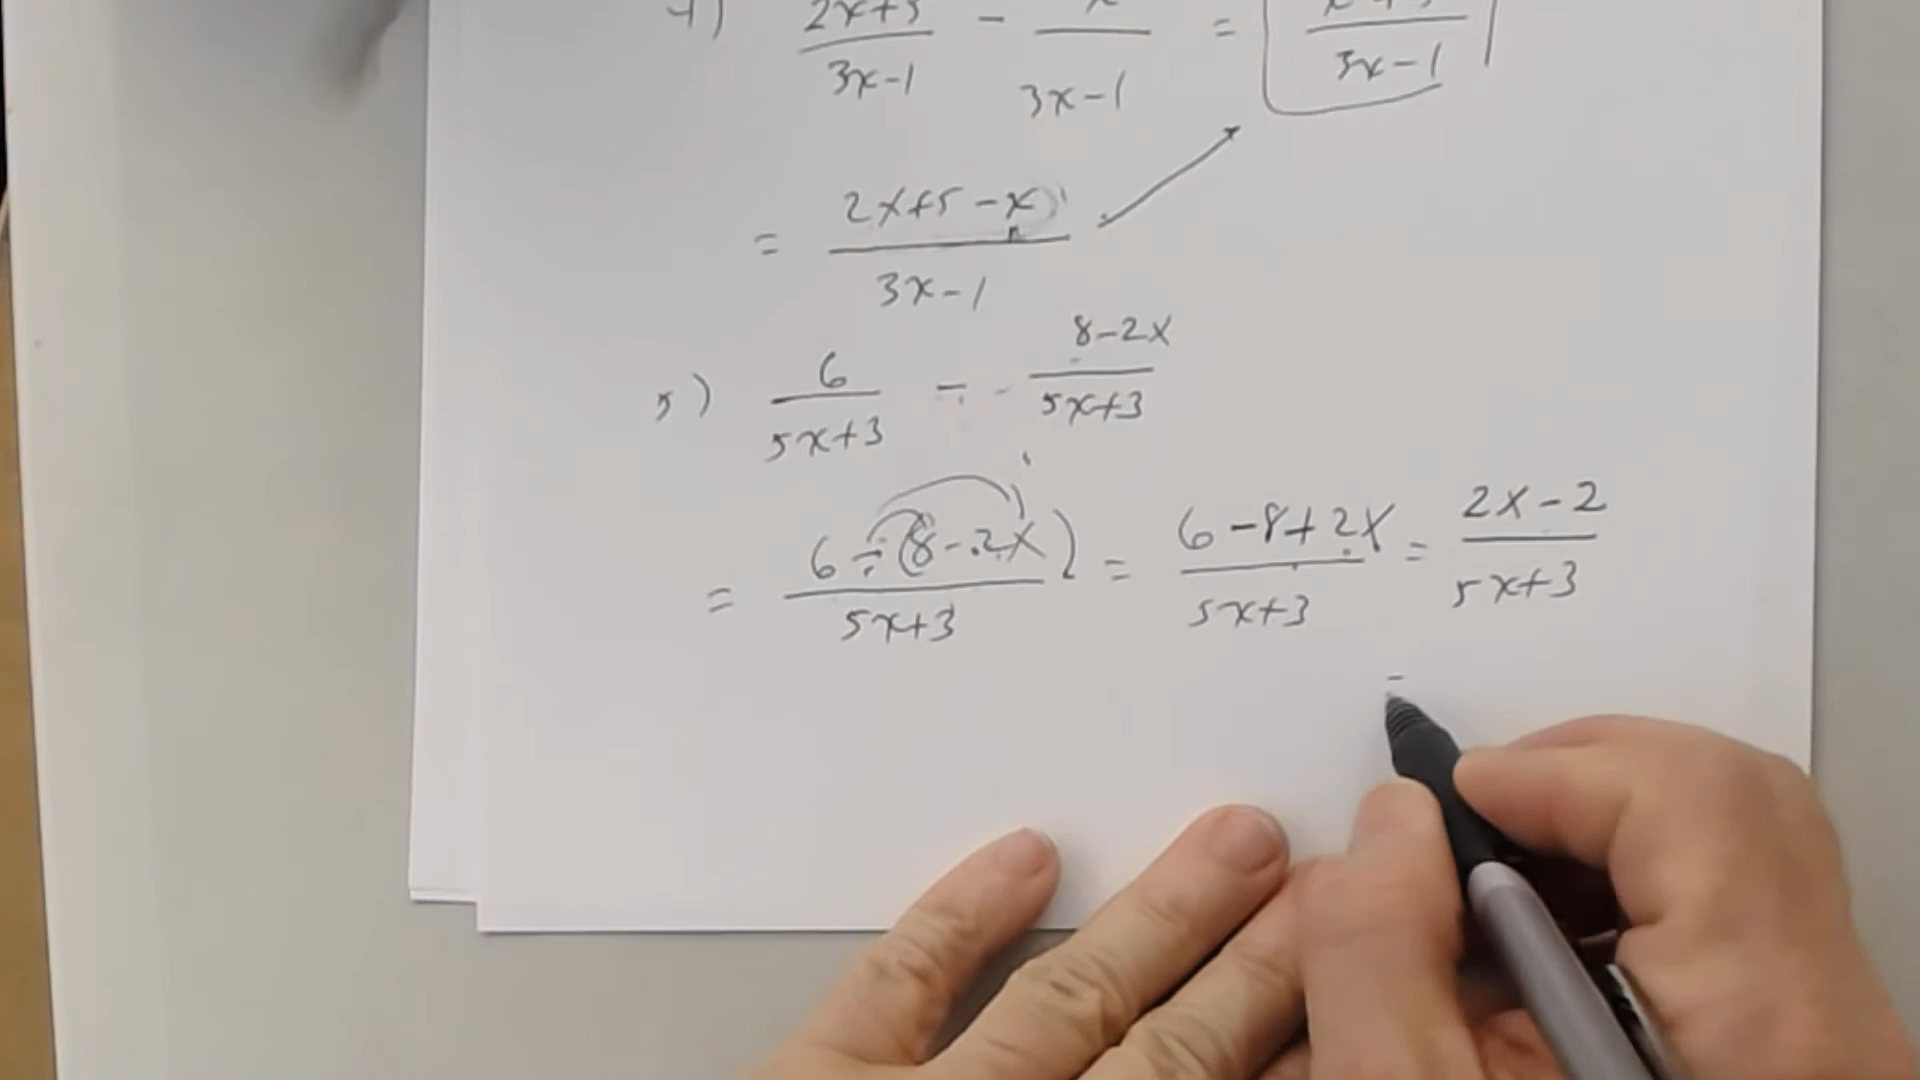 4) (2x+5)/(3x-1) - x/(3x-1) = /(3x-1)
= (2x+5-x)/(3x-1)
5) 6/(5x+3) - (8-2x)/(5x+3)
= (6-(8-2x))/(5x+3) = (6-8+2x)/(5x+3) = (2x-2)/(5x+3)
=